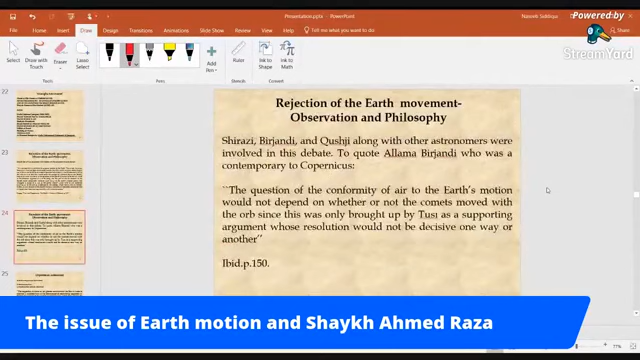 Presentation.pptx - PowerPoint
Naseeb Siddique
Powered by
StreamYard
File Home Insert Draw Design Transitions Animations Slide Show Review View Tell me what you want to do
Select
Draw with Touch
Eraser
Lasso Select
Add Pen
Ruler
Ink to Shape
Ink to Math
Tools
Pens
Stencils
Convert
22
23
24
25
Rejection of the Earth movement-
Observation and Philosophy
Shirazi, Birjandi, and Qushji along with other astronomers
were involved in this debate. To quote Allama Birjandi who was a
contemporary to Copernicus:
``The question of the conformity of air to the Earth's motion
would not depend on whether or not the comets moved with
the orb since this was only brought up by Tusi as a supporting
argument whose resolution would not be decisive one way or
another''
Ibid.p.150.
The issue of Earth motion and Shaykh Ahmed Raza
77%